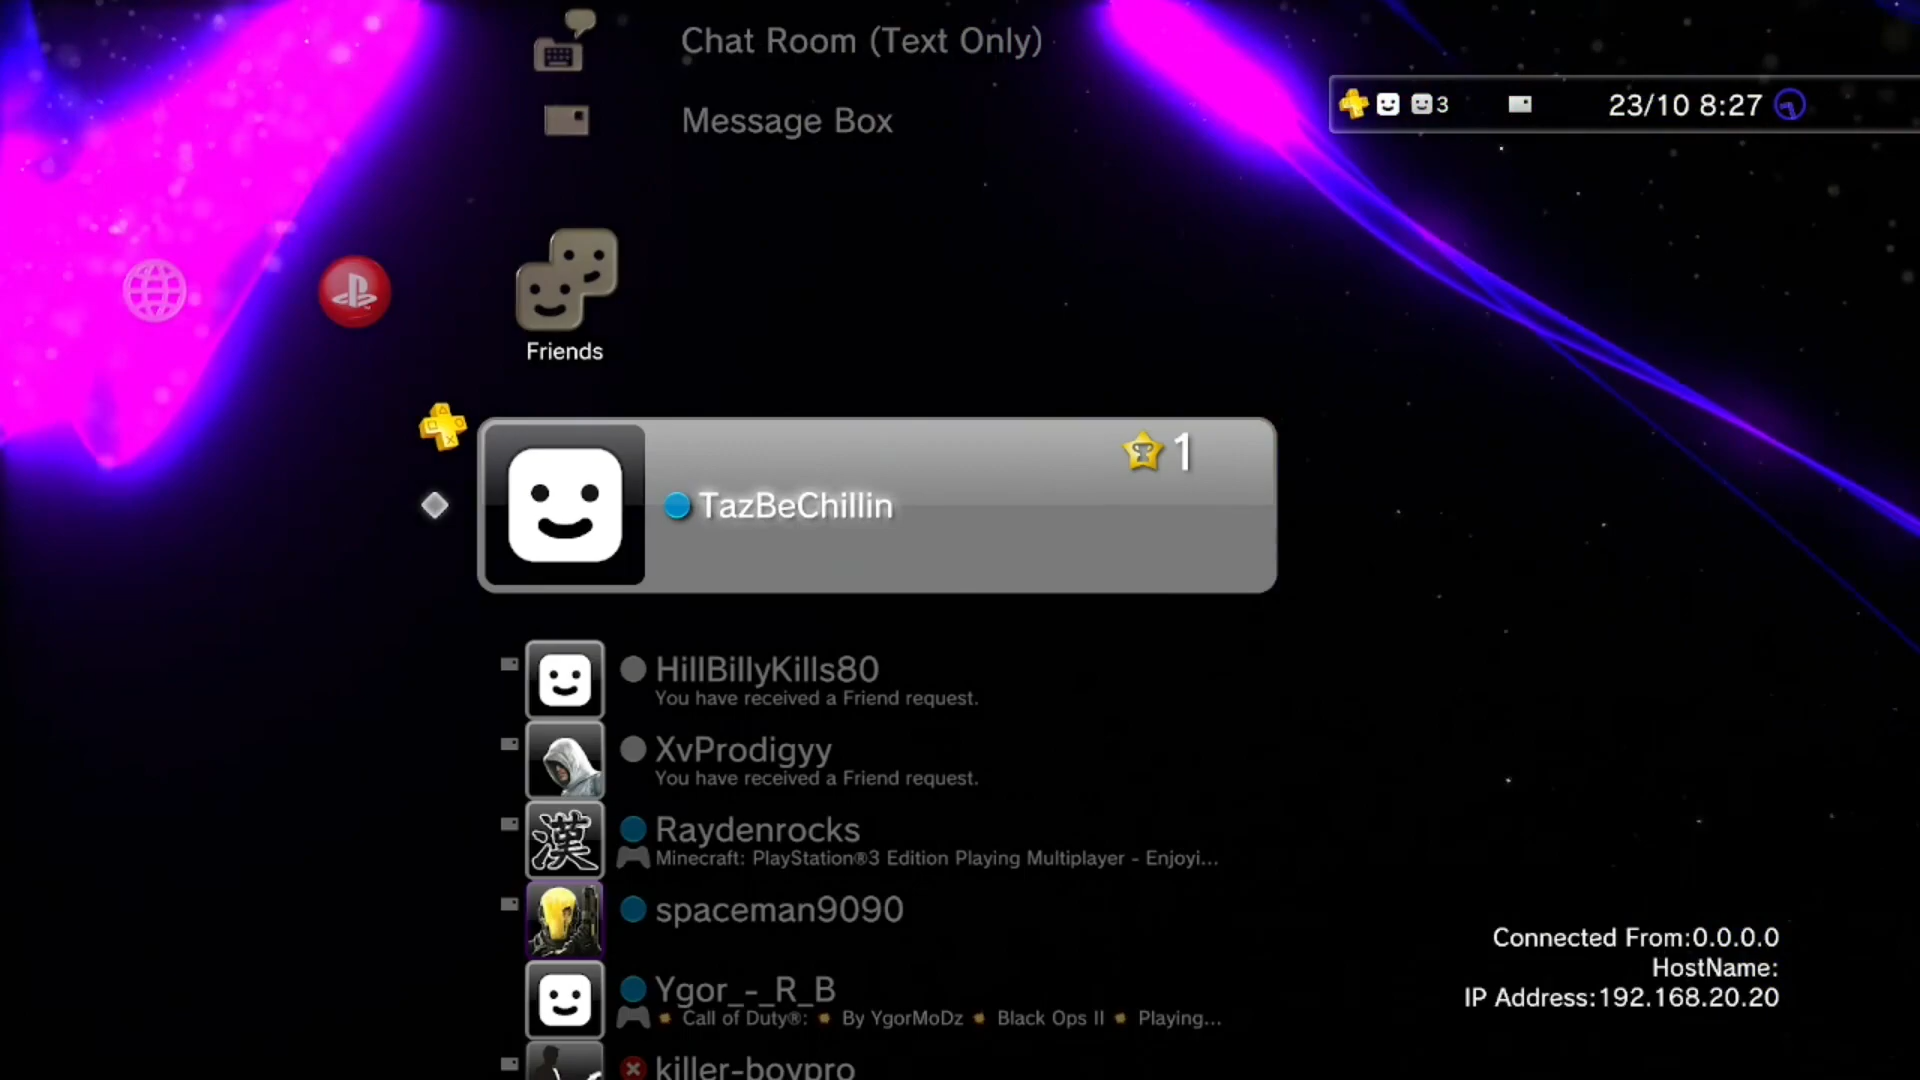 Chat Room (Text Only)
Message Box
3
23/10 8:27
Friends
1
TazBeChillin
HillBillyKills80
You have received a Friend request.
XvProdigyy
You have received a Friend request.
漢
Raydenrocks
Minecraft: PlayStation®3 Edition Playing Multiplayer - Enjoyi...
spaceman9090
Ygor_-_R_B
Call of Duty®: By YgorMoDz Black Ops II Playing...
killer-boypro
Connected From:0.0.0.0
HostName:
IP Address:192.168.20.20